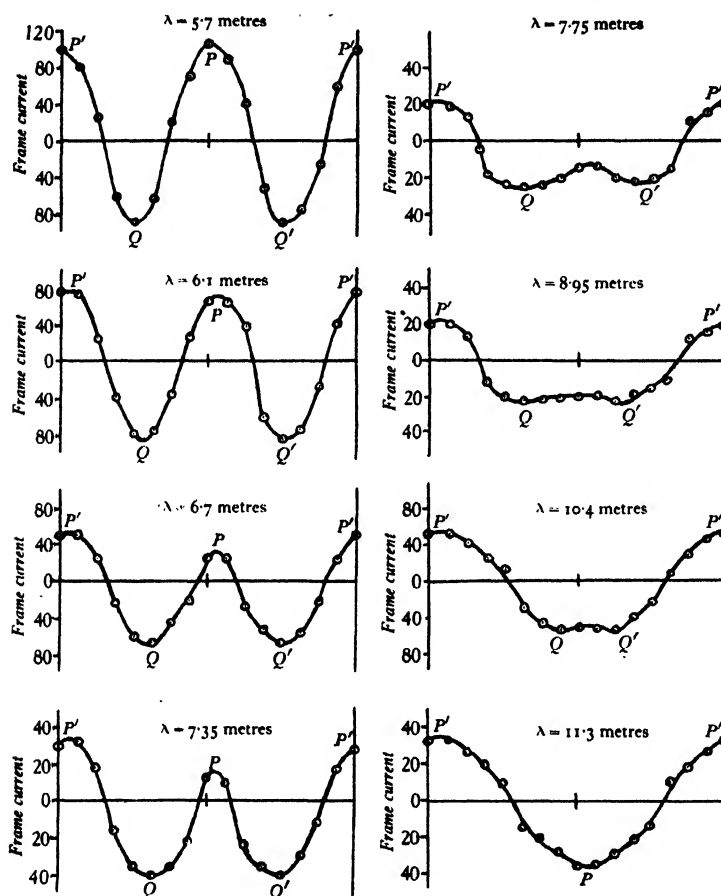 λ = 5·7 metres
120
P'
P
P'
80
40
0
40
80
Q
Q'
Frame current
7·75 metres
40
20
P'
P'
0
20
40
Q
Q'
Frame current
λ = 6·1 metres
80
P'
P
P'
40
0
40
80
Q
Q'
Frame current
λ = 8·95 metres
40
20
P'
P'
0
20
40
Q
Q'
Frame current
λ = 6·7 metres
80
40
P'
P
P'
0
40
80
Q
Q'
Frame current
λ = 10·4 metres
80
40
P'
P'
0
40
80
Q
Q'
Frame current
λ = 7·35 metres
40
P'
P
P'
20
0
20
40
Q
Q'
Frame current
λ = 11·3 metres
40
P'
P'
20
0
20
40
P
Frame current